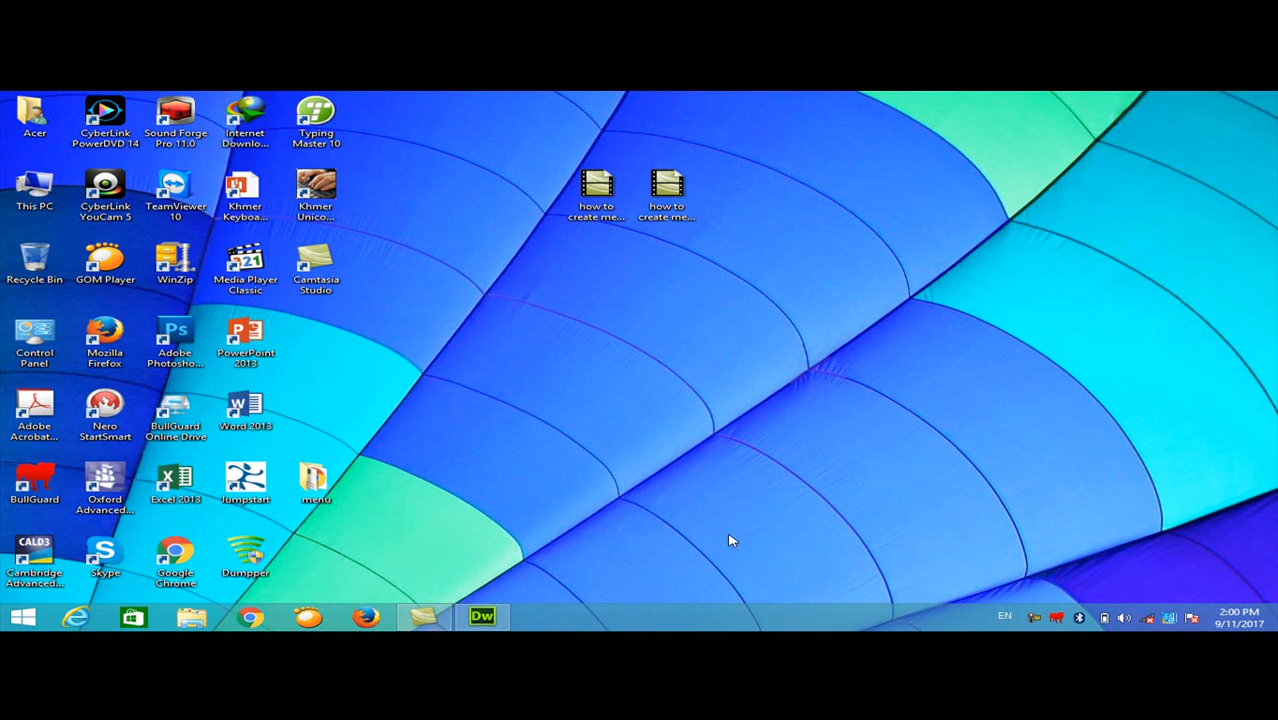 Acer
CyberLink
PowerDVD 14
Sound Forge
Pro 11.0
Internet
Downlo...
Typing
Master 10
This PC
CyberLink
YouCam 5
TeamViewer
10
Khmer
Keyboa...
Khmer
Unico...
how to
create me...
how to
create me...
Recycle Bin
GOM Player
WinZip
321
Media Player
Classic
Camtasia
Studio
Control
Panel
Mozilla
Firefox
Ps
Adobe
Photosho...
PowerPoint
2013
Adobe
Acrobat...
Nero
StartSmart
BullGuard
Online Drive
Word 2013
BullGuard
Oxford
Advanced...
Excel 2013
Jumpstart
menu
CALD3
Cambridge
Advanced...
Skype
Google
Chrome
Dumpper
Dw
EN
2:00 PM
9/11/2017